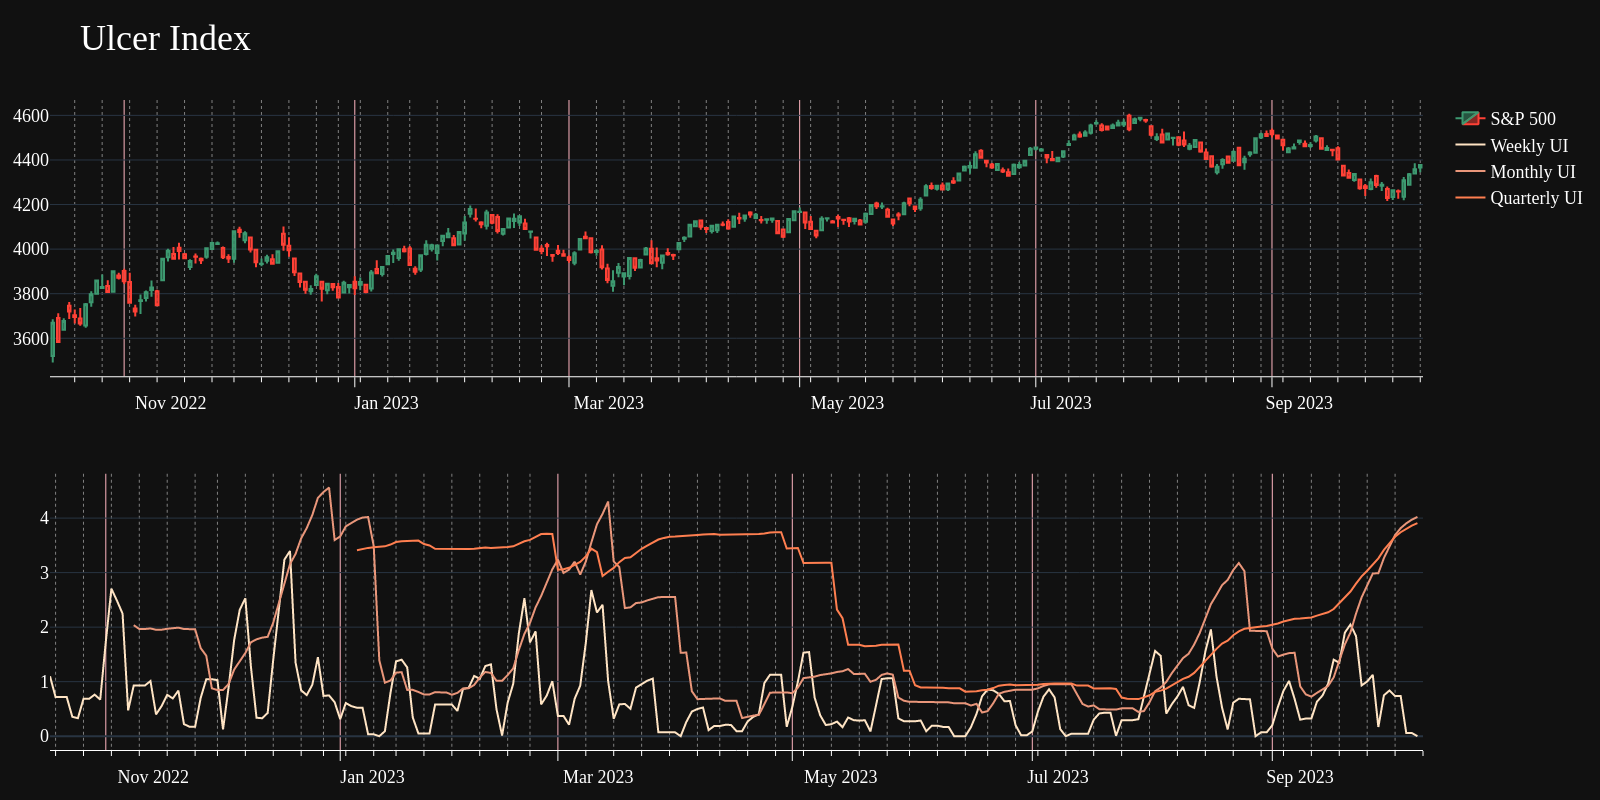 Ulcer Index
4600
4400
4200
4000
3800
3600
Nov 2022 Jan 2023 Mar 2023 May 2023 Jul 2023 Sep 2023
S&P 500
Weekly UI
Monthly UI
Quarterly UI
4
3
2
1
0
Nov 2022 Jan 2023 Mar 2023 May 2023 Jul 2023 Sep 2023